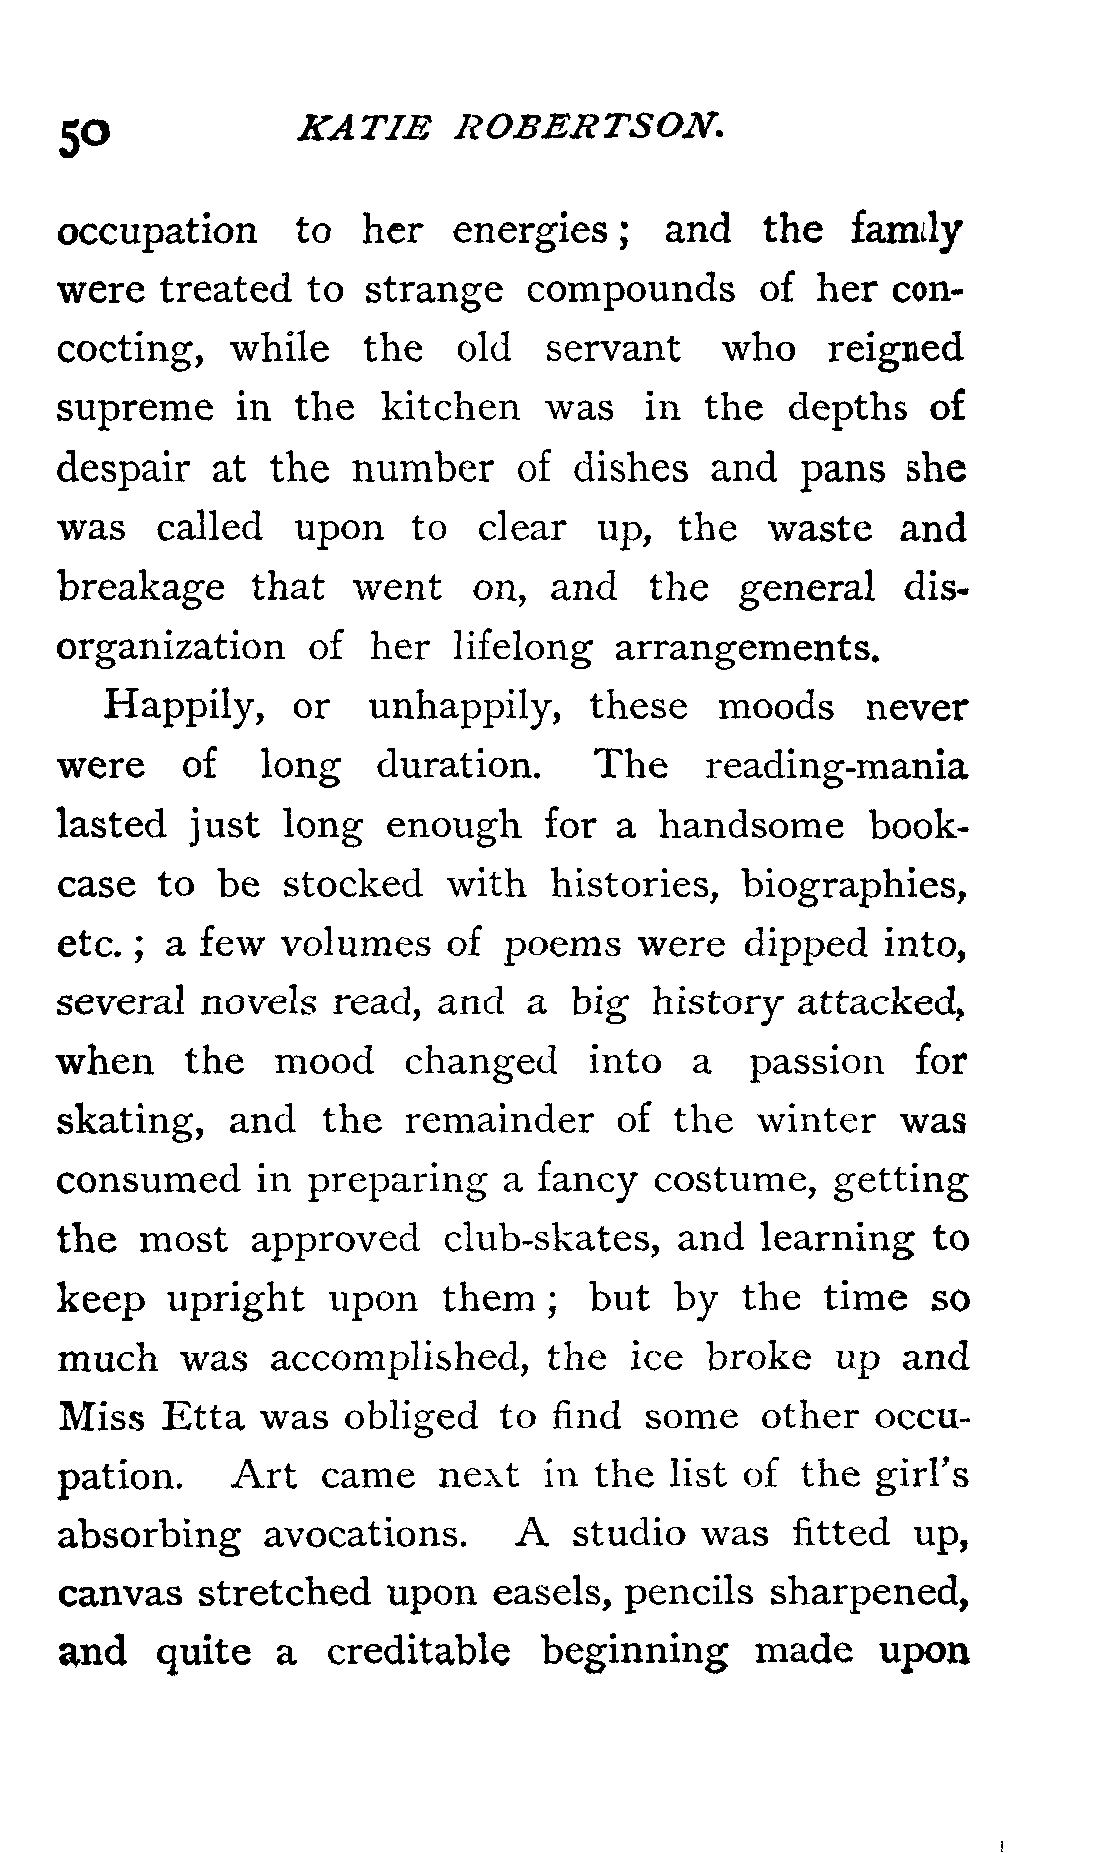 50 KATIE ROBERTSON.
occupation to her energies; and the family
were treated to strange compounds of her con-
cocting, while the old servant who reigned
supreme in the kitchen was in the depths of
despair at the number of dishes and pans she
was called upon to clear up, the waste and
breakage that went on, and the general dis-
organization of her lifelong arrangements.
Happily, or unhappily, these moods never
were of long duration. The reading-mania
lasted just long enough for a handsome book-
case to be stocked with histories, biographies,
etc.; a few volumes of poems were dipped into,
several novels read, and a big history attacked,
when the mood changed into a passion for
skating, and the remainder of the winter was
consumed in preparing a fancy costume, getting
the most approved club-skates, and learning to
keep upright upon them; but by the time so
much was accomplished, the ice broke up and
Miss Etta was obliged to find some other occu-
pation. Art came next in the list of the girl's
absorbing avocations. A studio was fitted up,
canvas stretched upon easels, pencils sharpened,
and quite a creditable beginning made upon